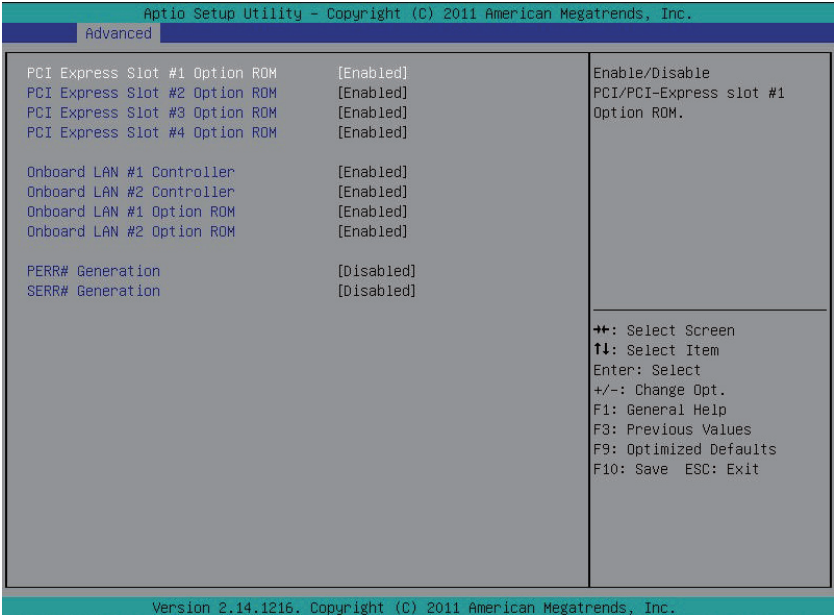 Aptio Setup Utility – Copyright (C) 2011 American Megatrends, Inc.
Advanced
PCI Express Slot #1 Option ROM [Enabled]
PCI Express Slot #2 Option ROM [Enabled]
PCI Express Slot #3 Option ROM [Enabled]
PCI Express Slot #4 Option ROM [Enabled]
Onboard LAN #1 Controller [Enabled]
Onboard LAN #2 Controller [Enabled]
Onboard LAN #1 Option ROM [Enabled]
Onboard LAN #2 Option ROM [Enabled]
PERR# Generation [Disabled]
SERR# Generation [Disabled]
Enable/Disable
PCI/PCI-Express slot #1
Option ROM.
→←: Select Screen
↑↓: Select Item
Enter: Select
+/-: Change Opt.
F1: General Help
F3: Previous Values
F9: Optimized Defaults
F10: Save ESC: Exit
Version 2.14.1216. Copyright (C) 2011 American Megatrends, Inc.